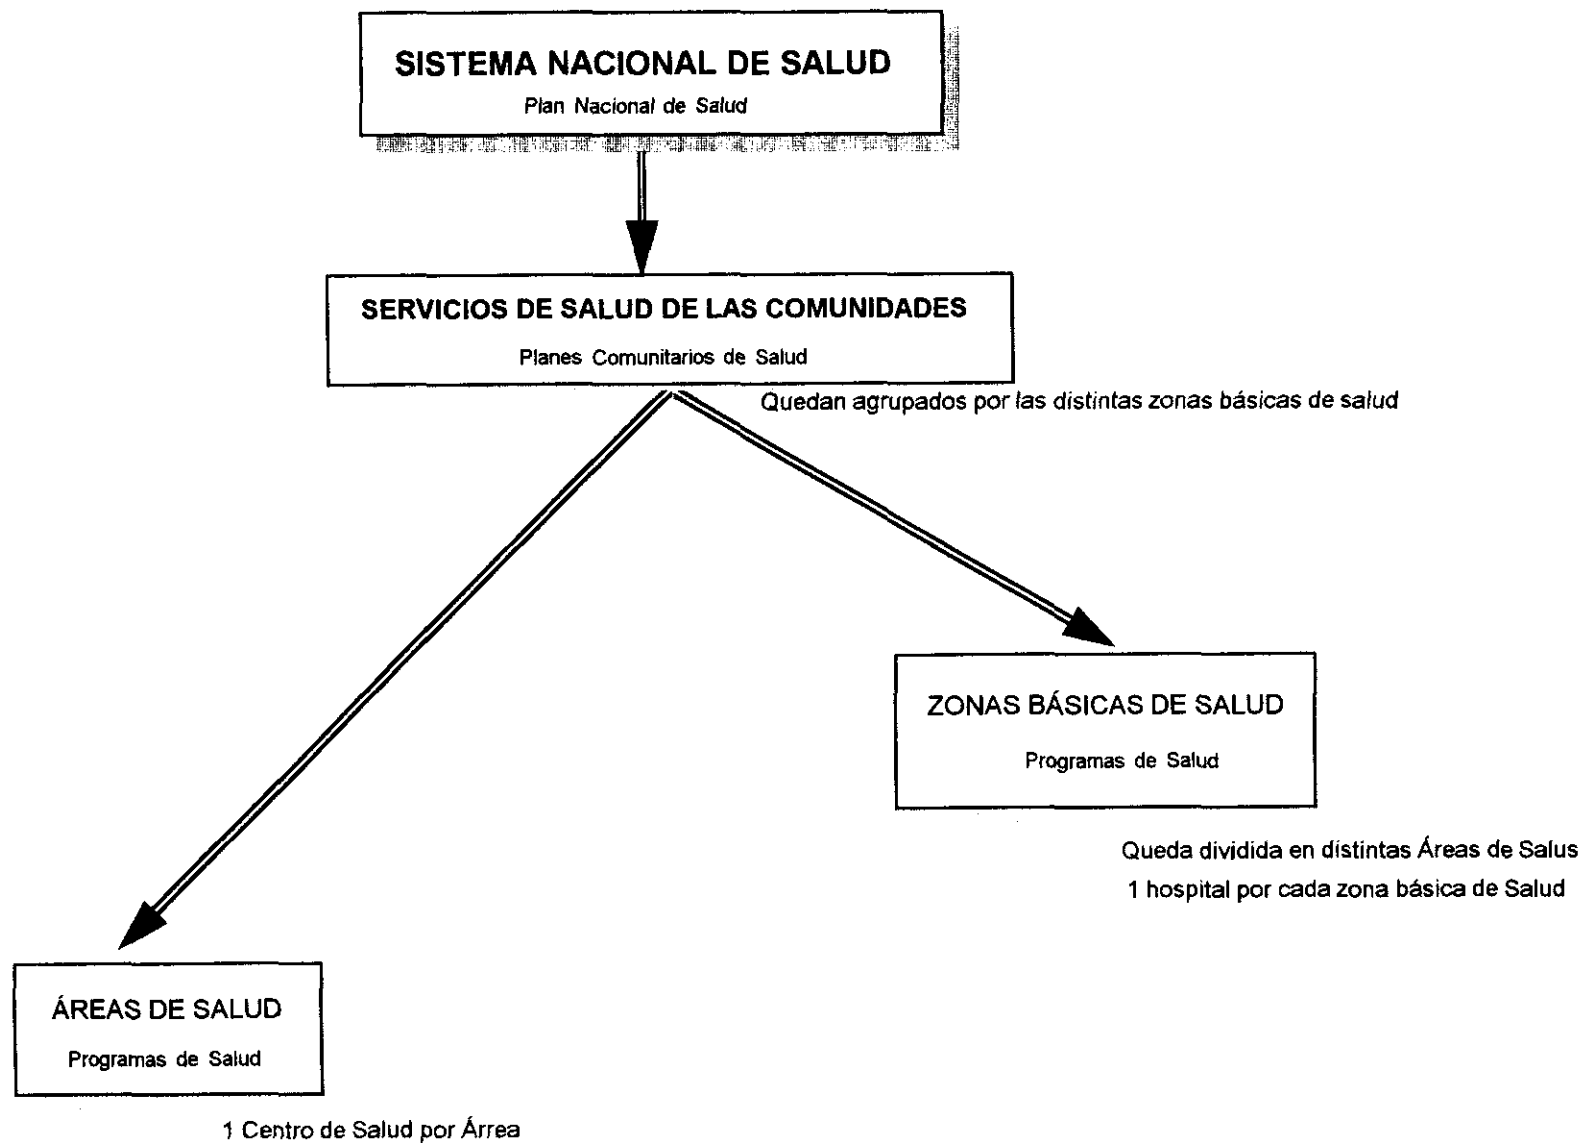 SISTEMA NACIONAL DE SALUD
Plan Nacional de Salud
SERVICIOS DE SALUD DE LAS COMUNIDADES
Planes Comunitarios de Salud
Quedan agrupados por las distintas zonas básicas de salud
ZONAS BÁSICAS DE SALUD
Programas de Salud
Queda dividida en distintas Áreas de Salus
1 hospital por cada zona básica de Salud
ÁREAS DE SALUD
Programas de Salud
1 Centro de Salud por Árrea